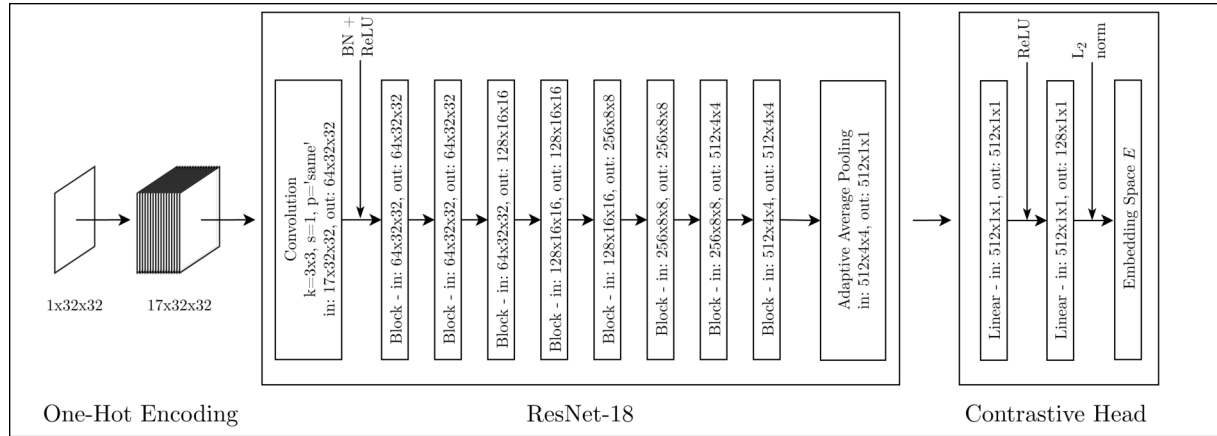 1x32x32
17x32x32
One-Hot Encoding
Convolution
k=3x3, s=1, p='same'
in: 17x32x32, out: 64x32x32
BN +
ReLU
Block - in: 64x32x32, out: 64x32x32
Block - in: 64x32x32, out: 64x32x32
Block - in: 64x32x32, out: 128x16x16
Block - in: 128x16x16, out: 128x16x16
Block - in: 128x16x16, out: 256x8x8
Block - in: 256x8x8, out: 256x8x8
Block - in: 256x8x8, out: 512x4x4
Block - in: 512x4x4, out: 512x4x4
Adaptive Average Pooling
in: 512x4x4, out: 512x1x1
ResNet-18
Linear - in: 512x1x1, out: 512x1x1
ReLU
Linear - in: 512x1x1, out: 128x1x1
L₂
norm
Embedding Space E
Contrastive Head